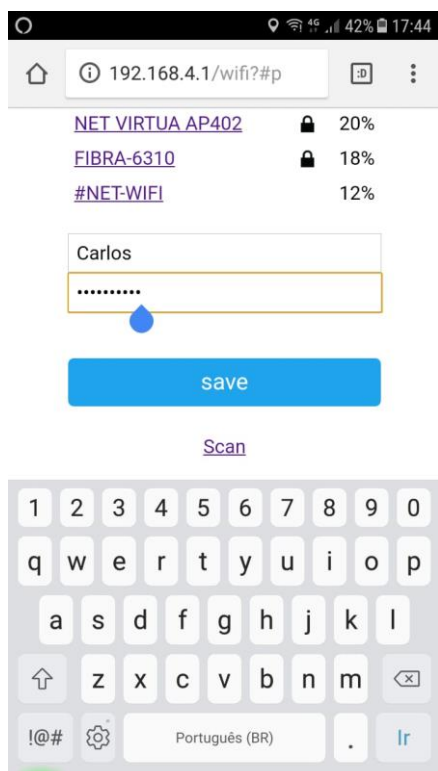 4G 42% 17:44
192.168.4.1/wifi?#p :D
NET VIRTUA AP402 20%
FIBRA-6310 18%
#NET-WIFI 12%
Carlos
••••••••••
save
Scan
1 2 3 4 5 6 7 8 9 0
q w e r t y u i o p
a s d f g h j k l
z x c v b n m
!@# Português (BR) . Ir